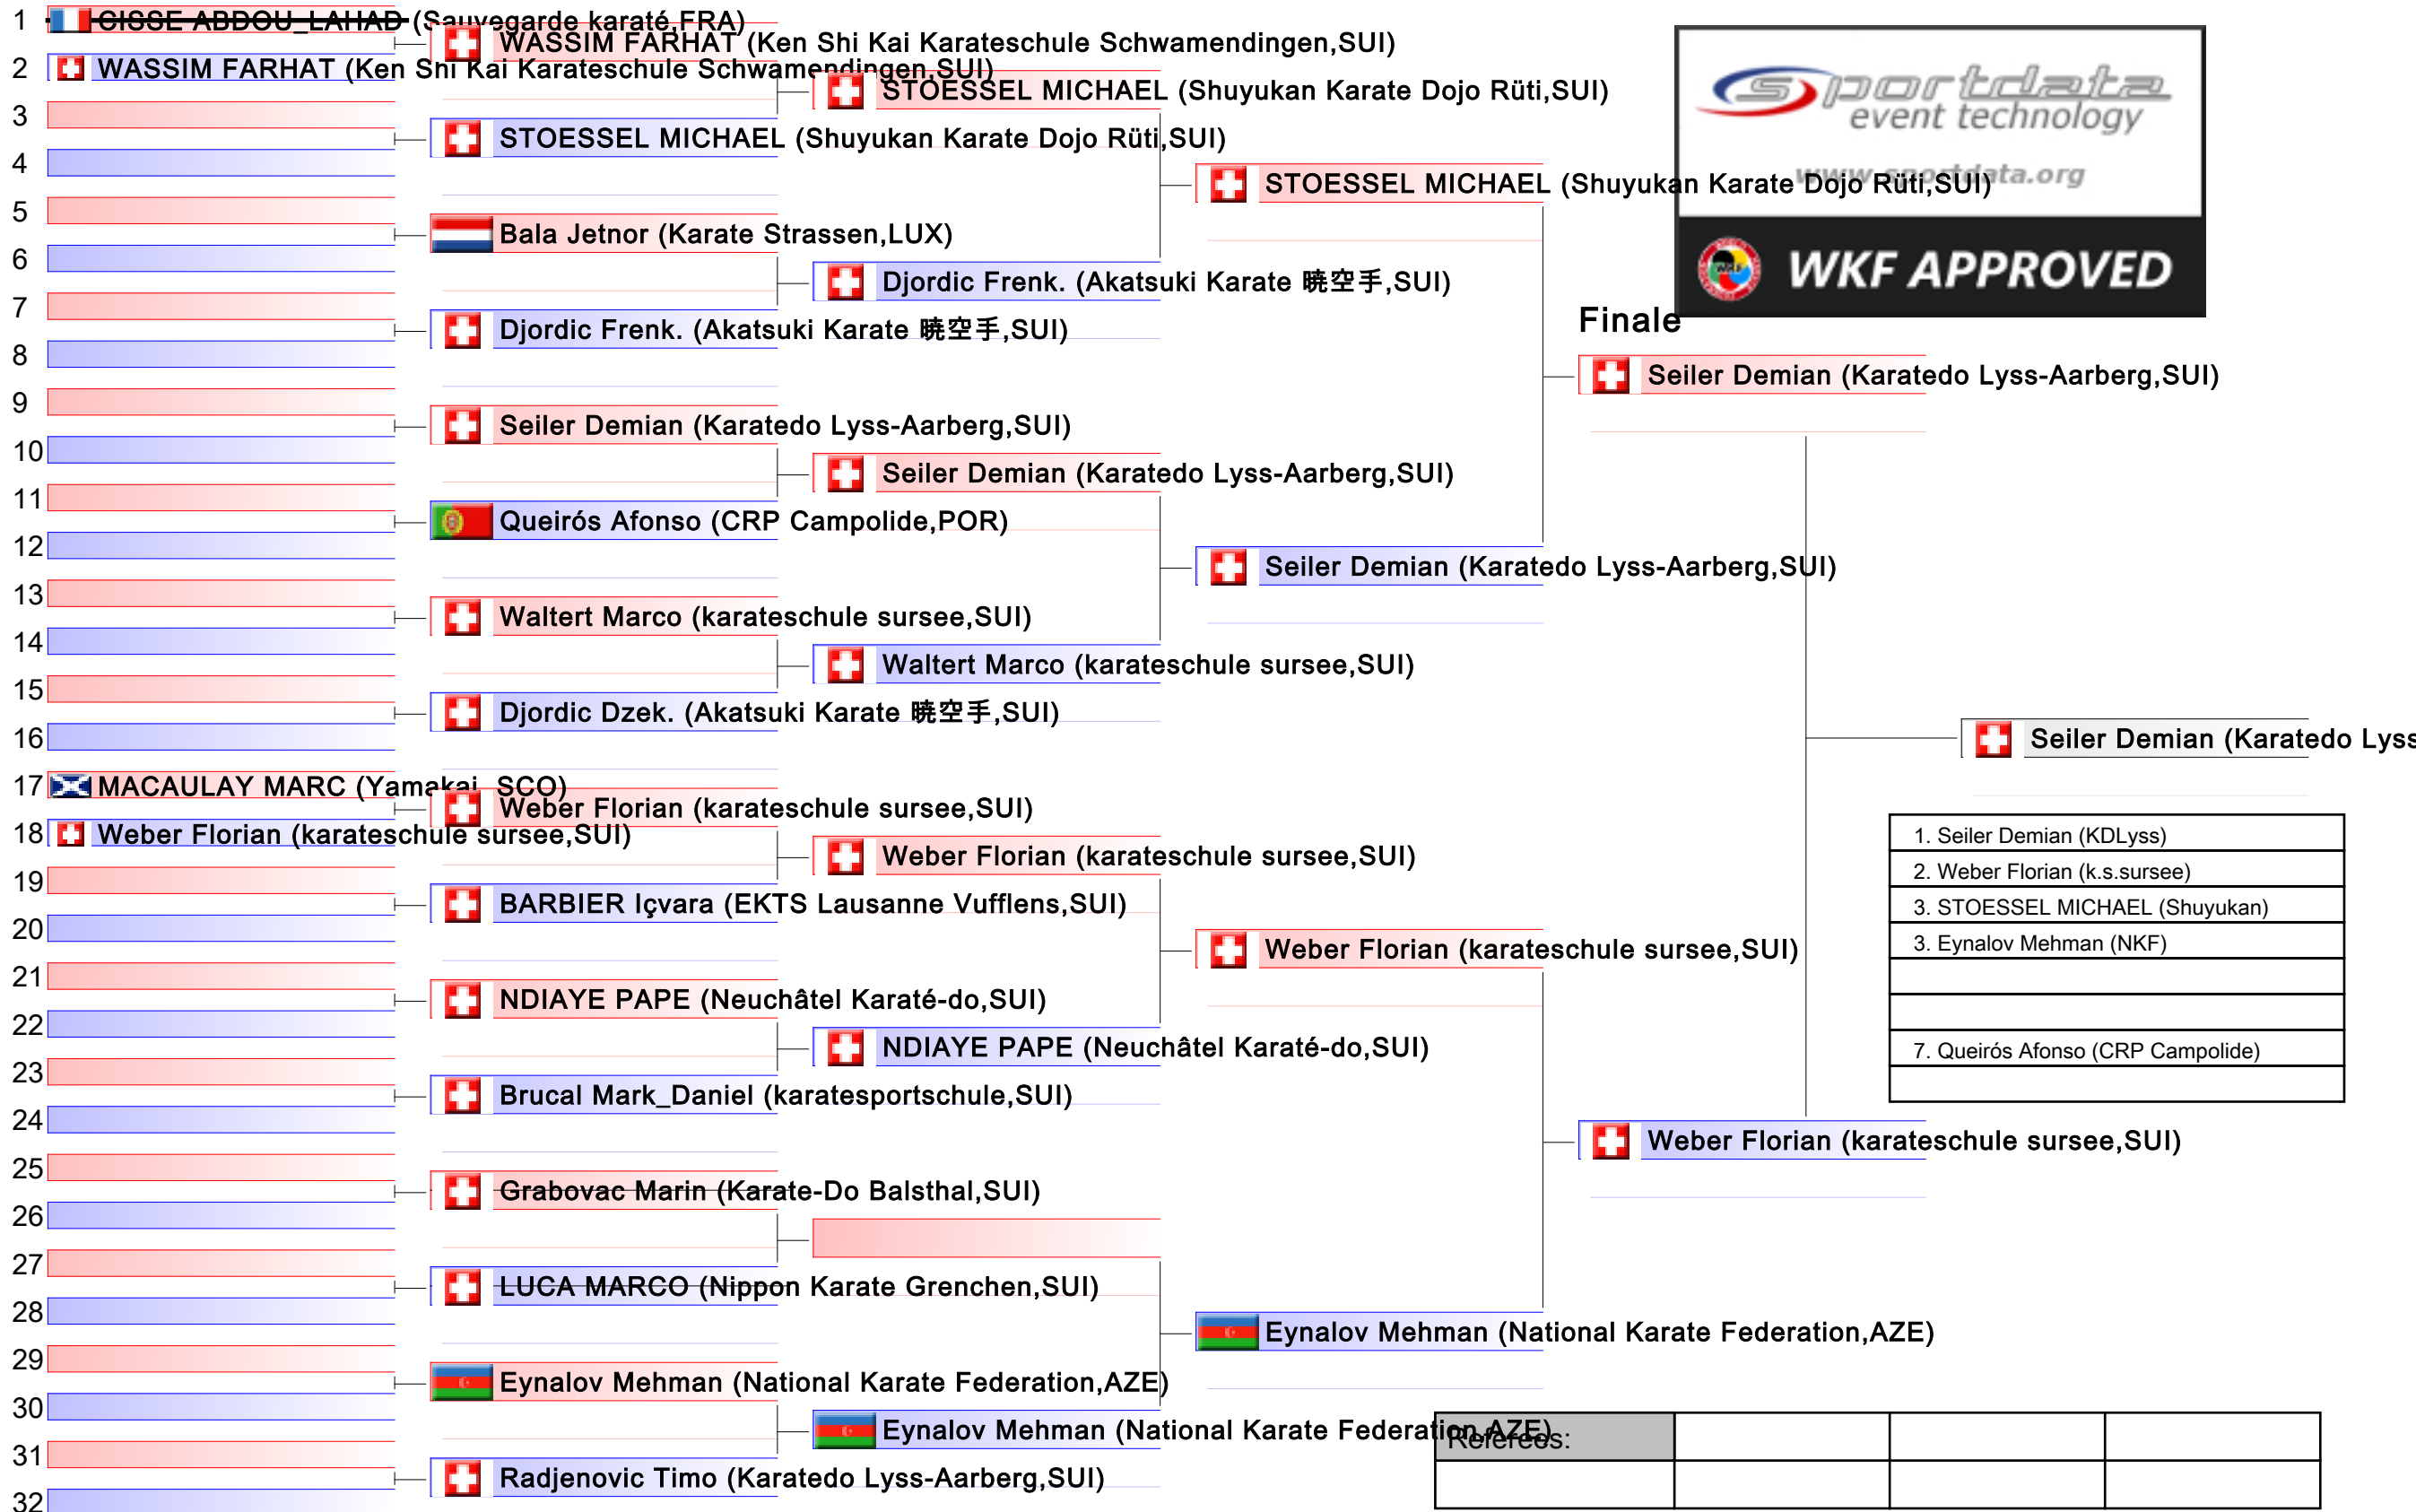 1 CISSE ABDOU_LAHAD (Sauvegarde karaté,FRA)
WASSIM FARHAT (Ken Shi Kai Karateschule Schwamendingen,SUI)
2 WASSIM FARHAT (Ken Shi Kai Karateschule Schwamendingen,SUI)
STOESSEL MICHAEL (Shuyukan Karate Dojo Rüti,SUI)
3
STOESSEL MICHAEL (Shuyukan Karate Dojo Rüti,SUI)
4
STOESSEL MICHAEL (Shuyukan Karate Dojo Rüti,SUI)
sportdata
event technology
www.sportdata.org
WKF APPROVED
5
Bala Jetnor (Karate Strassen,LUX)
6
Djordic Frenk. (Akatsuki Karate 暁空手,SUI)
7
Djordic Frenk. (Akatsuki Karate 暁空手,SUI)
8
Finale
Seiler Demian (Karatedo Lyss-Aarberg,SUI)
9
Seiler Demian (Karatedo Lyss-Aarberg,SUI)
10
Seiler Demian (Karatedo Lyss-Aarberg,SUI)
11
Queirós Afonso (CRP Campolide,POR)
12
Seiler Demian (Karatedo Lyss-Aarberg,SUI)
13
Waltert Marco (karateschule sursee,SUI)
14
Waltert Marco (karateschule sursee,SUI)
15
Djordic Dzek. (Akatsuki Karate 暁空手,SUI)
16
Seiler Demian (Karatedo Lyss
17 MACAULAY MARC (Yamakai, SCO)
Weber Florian (karateschule sursee,SUI)
18 Weber Florian (karateschule sursee,SUI)
Weber Florian (karateschule sursee,SUI)
19
BARBIER Içvara (EKTS Lausanne Vufflens,SUI)
20
Weber Florian (karateschule sursee,SUI)
21
NDIAYE PAPE (Neuchâtel Karaté-do,SUI)
22
NDIAYE PAPE (Neuchâtel Karaté-do,SUI)
23
Brucal Mark_Daniel (karatesportschule,SUI)
24
Weber Florian (karateschule sursee,SUI)
1. Seiler Demian (KDLyss)
2. Weber Florian (k.s.sursee)
3. STOESSEL MICHAEL (Shuyukan)
3. Eynalov Mehman (NKF)
7. Queirós Afonso (CRP Campolide)
25
Grabovac Marin (Karate-Do Balsthal,SUI)
26
27
LUCA MARCO (Nippon Karate Grenchen,SUI)
28
Eynalov Mehman (National Karate Federation,AZE)
29
Eynalov Mehman (National Karate Federation,AZE)
30
Eynalov Mehman (National Karate Federation,AZE)
Referees:
31
Radjenovic Timo (Karatedo Lyss-Aarberg,SUI)
32